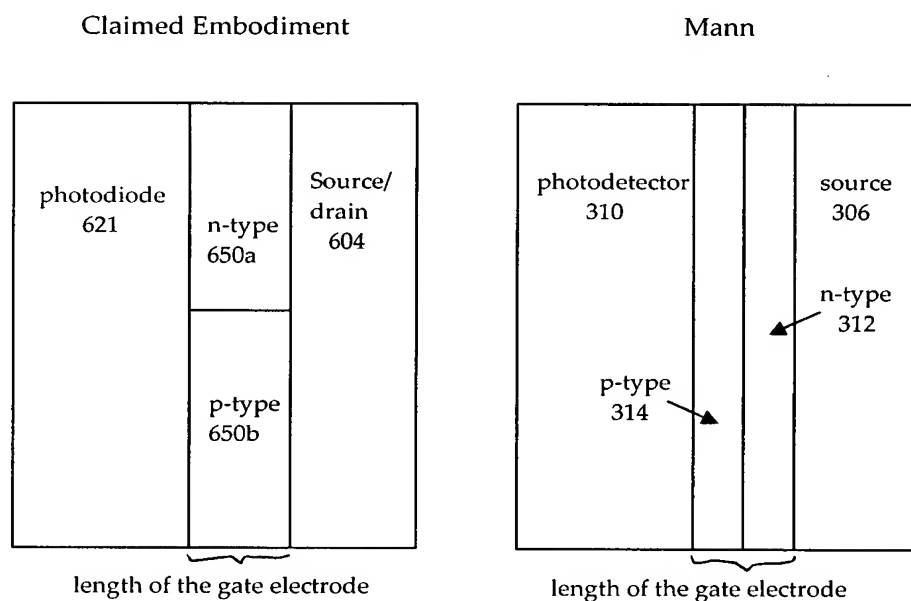 Claimed Embodiment
photodiode
621
n-type
650a
p-type
650b
Source/
drain
604
length of the gate electrode
Mann
photodetector
310
source
306
n-type
312
p-type
314
length of the gate electrode